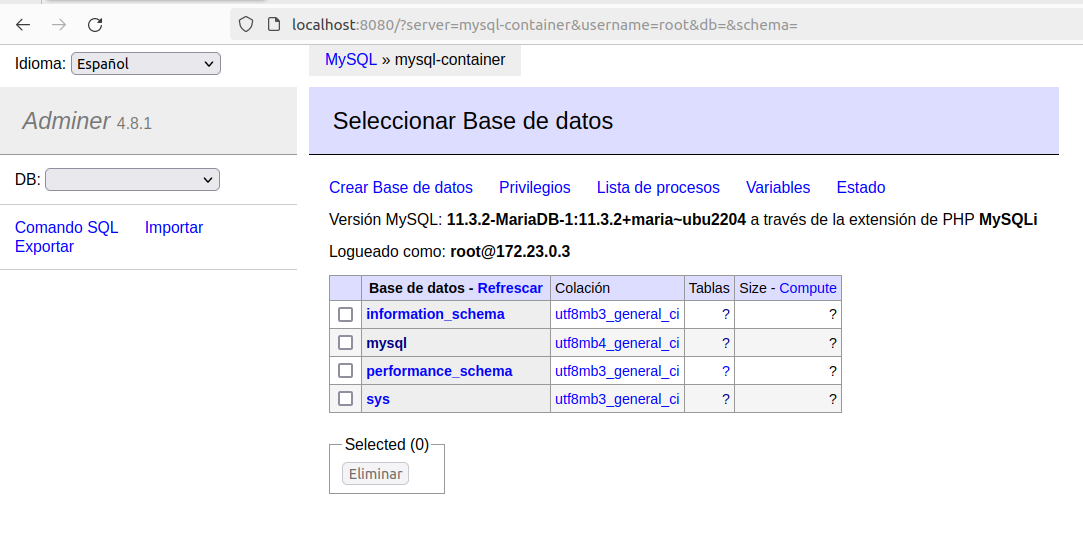 localhost:8080/?server=mysql-container&username=root&db=&schema=
Idioma: Español
MySQL » mysql-container
Adminer 4.8.1
Seleccionar Base de datos
DB:
Crear Base de datos Privilegios Lista de procesos Variables Estado
Comando SQL Importar
Exportar
Versión MySQL: 11.3.2-MariaDB-1:11.3.2+maria~ubu2204 a través de la extensión de PHP MySQLi
Logueado como: root@172.23.0.3
Base de datos - Refrescar Colación Tablas Size - Compute
information_schema utf8mb3_general_ci ? ?
mysql utf8mb4_general_ci ? ?
performance_schema utf8mb3_general_ci ? ?
sys utf8mb3_general_ci ? ?
Selected (0)
Eliminar